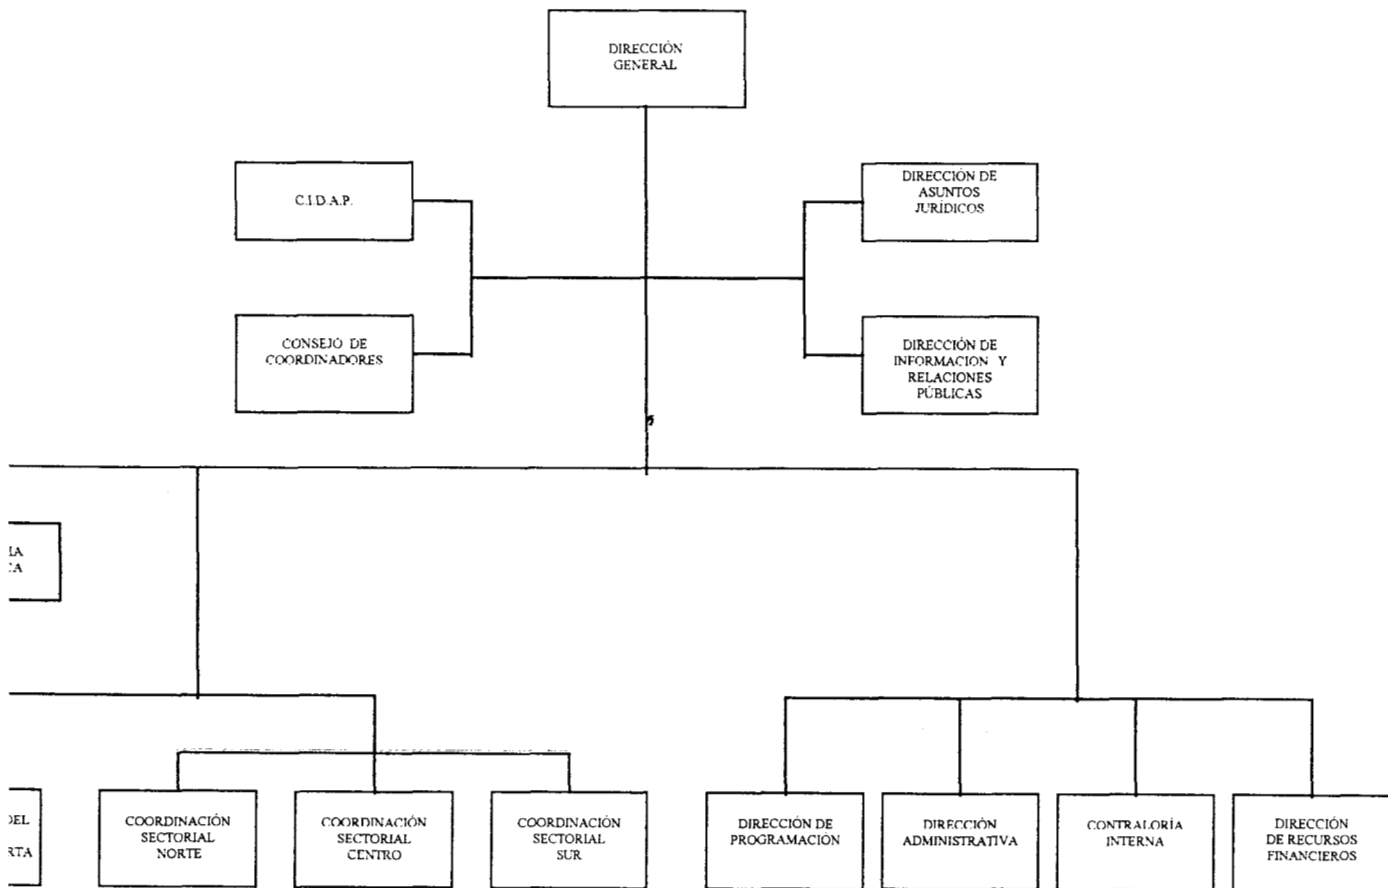 DIRECCIÓN
GENERAL
C.I.D.A.P.
DIRECCIÓN DE
ASUNTOS
JURÍDICOS
CONSEJO DE
COORDINADORES
DIRECCIÓN DE
INFORMACION Y
RELACIONES
PÚBLICAS
COORDINACIÓN
SECTORIAL
NORTE
COORDINACIÓN
SECTORIAL
CENTRO
COORDINACIÓN
SECTORIAL
SUR
DIRECCIÓN DE
PROGRAMACIÓN
DIRECCIÓN
ADMINISTRATIVA
CONTRALORÍA
INTERNA
DIRECCIÓN
DE RECURSOS
FINANCIEROS